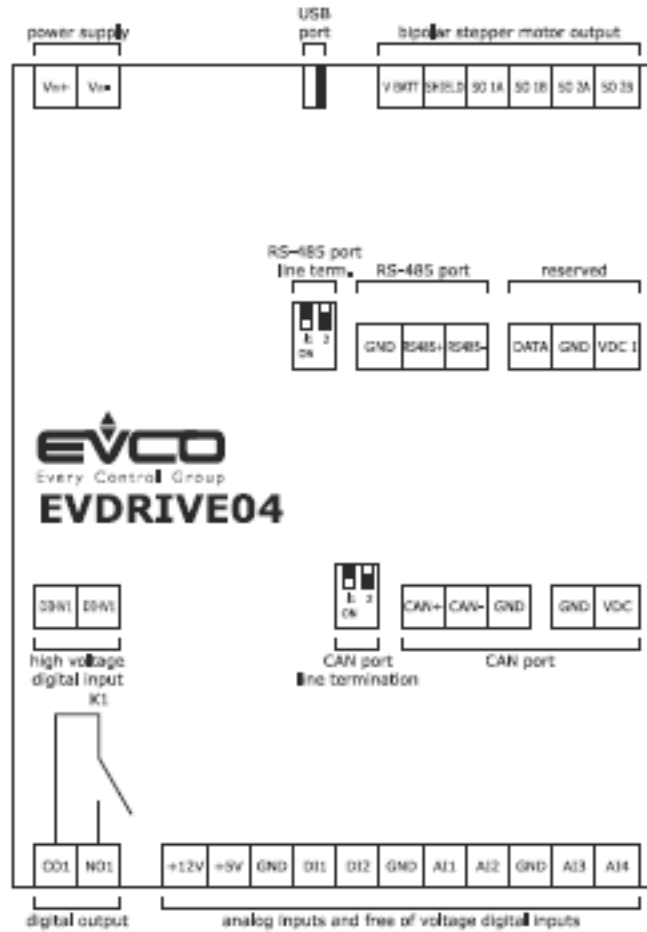 power supply
USB
port
bipolar stepper motor output
V BATT SHIELD SO 1A SO 1B SO 2A SO 2B
RS-485 port
line term.
RS-485 port
reserved
1 2
ON
GND RS485+ RS485-
DATA GND VDC I
EVCO
Every Control Group
EVDRIVE04
1 2
ON
CAN+ CAN- GND
GND VDC
high voltage
digital input
CAN port
line termination
CAN port
K1
CO1 NO1
+12V +5V GND DI1 DI2 GND AI1 AI2 GND AI3 AI4
digital output
analog inputs and free of voltage digital inputs